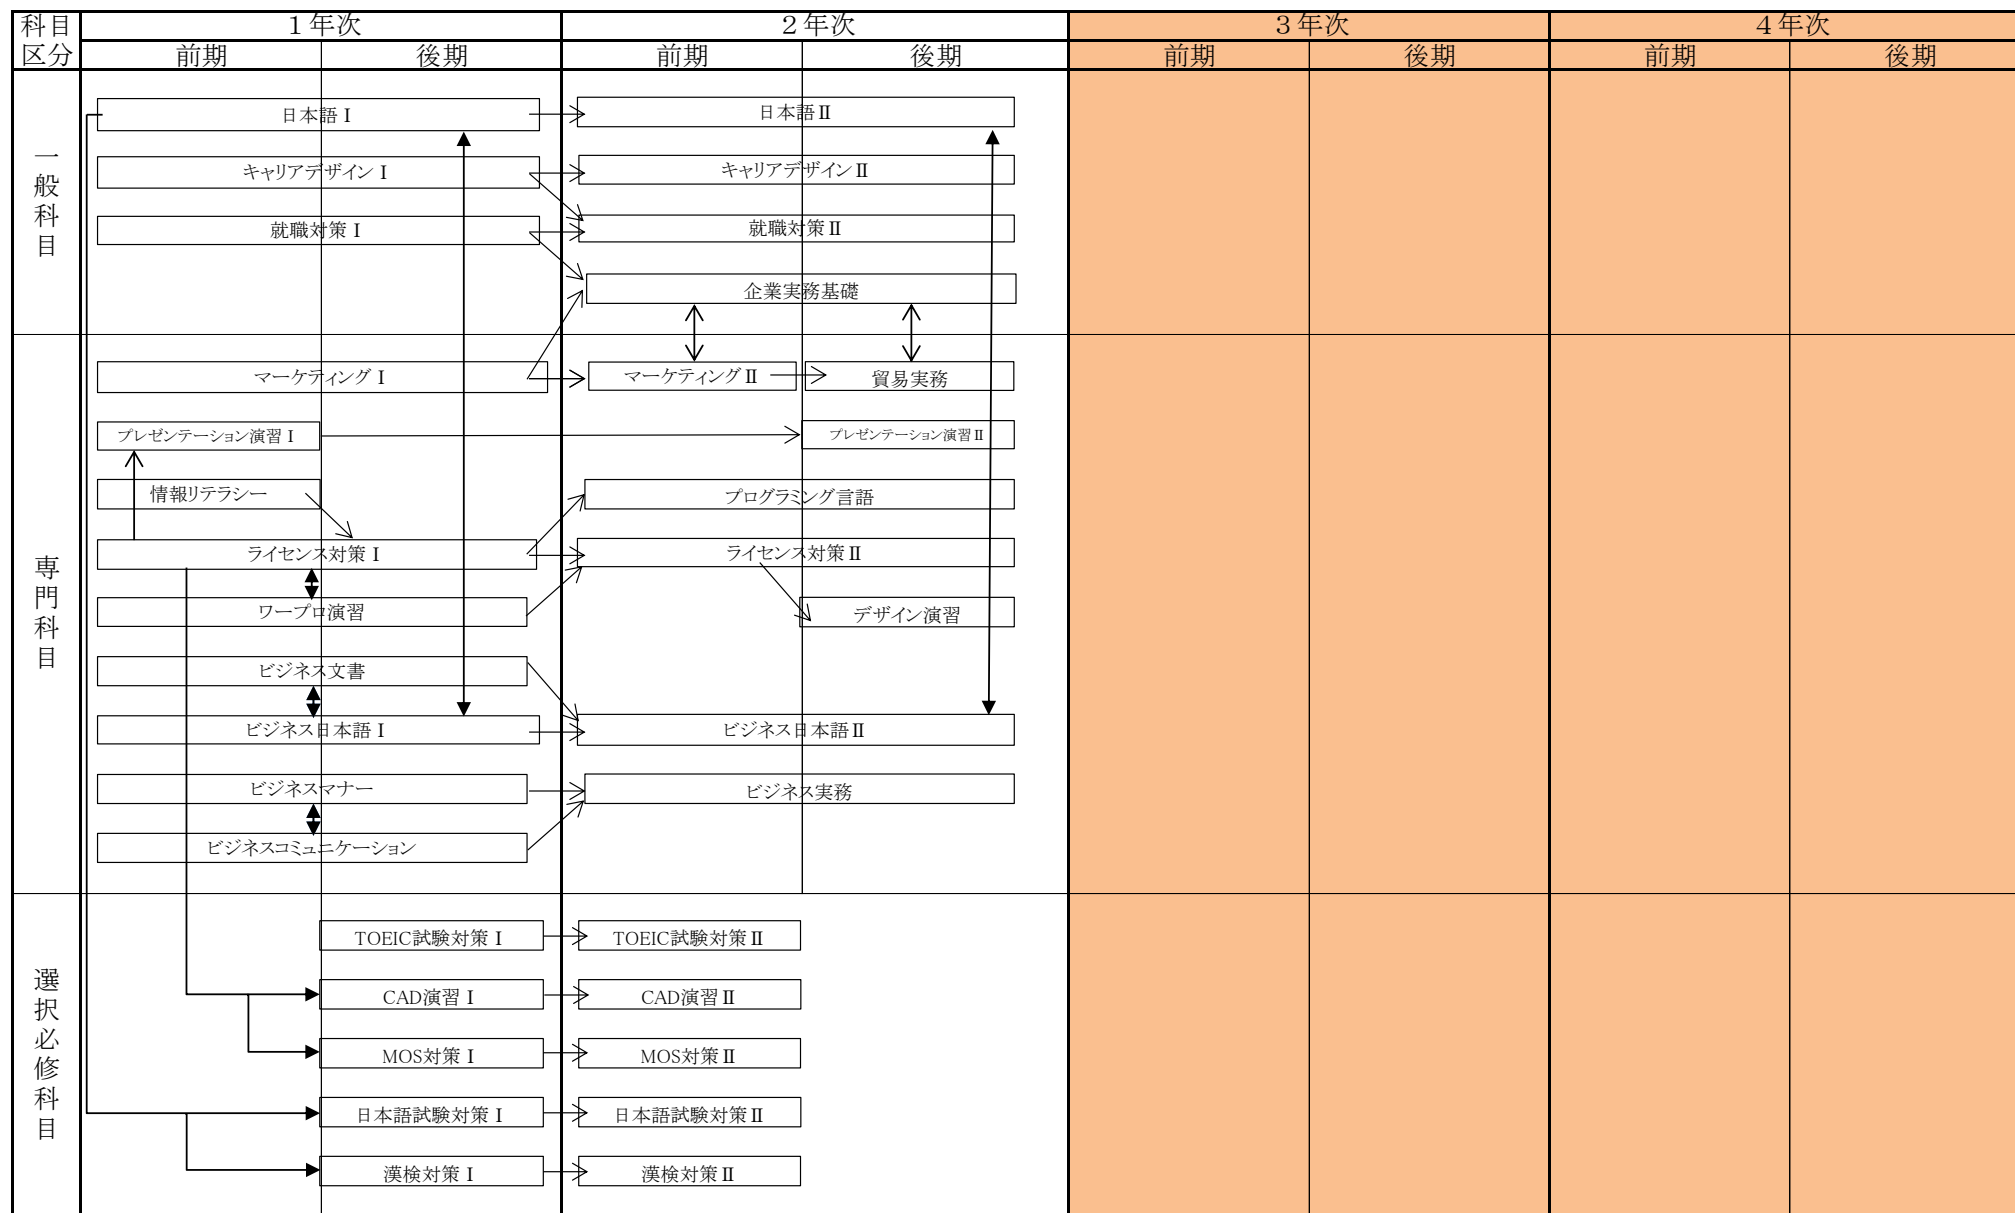 科目
区分
１年次
２年次
３年次
４年次
前期
後期
前期
後期
前期
後期
前期
後期
一般科目
日本語Ⅰ
日本語Ⅱ
キャリアデザインⅠ
キャリアデザインⅡ
就職対策Ⅰ
就職対策Ⅱ
企業実務基礎
専門科目
マーケティングⅠ
マーケティングⅡ
貿易実務
プレゼンテーション演習Ⅰ
プレゼンテーション演習Ⅱ
情報リテラシー
プログラミング言語
ライセンス対策Ⅰ
ライセンス対策Ⅱ
ワープロ演習
デザイン演習
ビジネス文書
ビジネス日本語Ⅰ
ビジネス日本語Ⅱ
ビジネスマナー
ビジネス実務
ビジネスコミュニケーション
選択必修科目
TOEIC試験対策Ⅰ
TOEIC試験対策Ⅱ
CAD演習Ⅰ
CAD演習Ⅱ
MOS対策Ⅰ
MOS対策Ⅱ
日本語試験対策Ⅰ
日本語試験対策Ⅱ
漢検対策Ⅰ
漢検対策Ⅱ